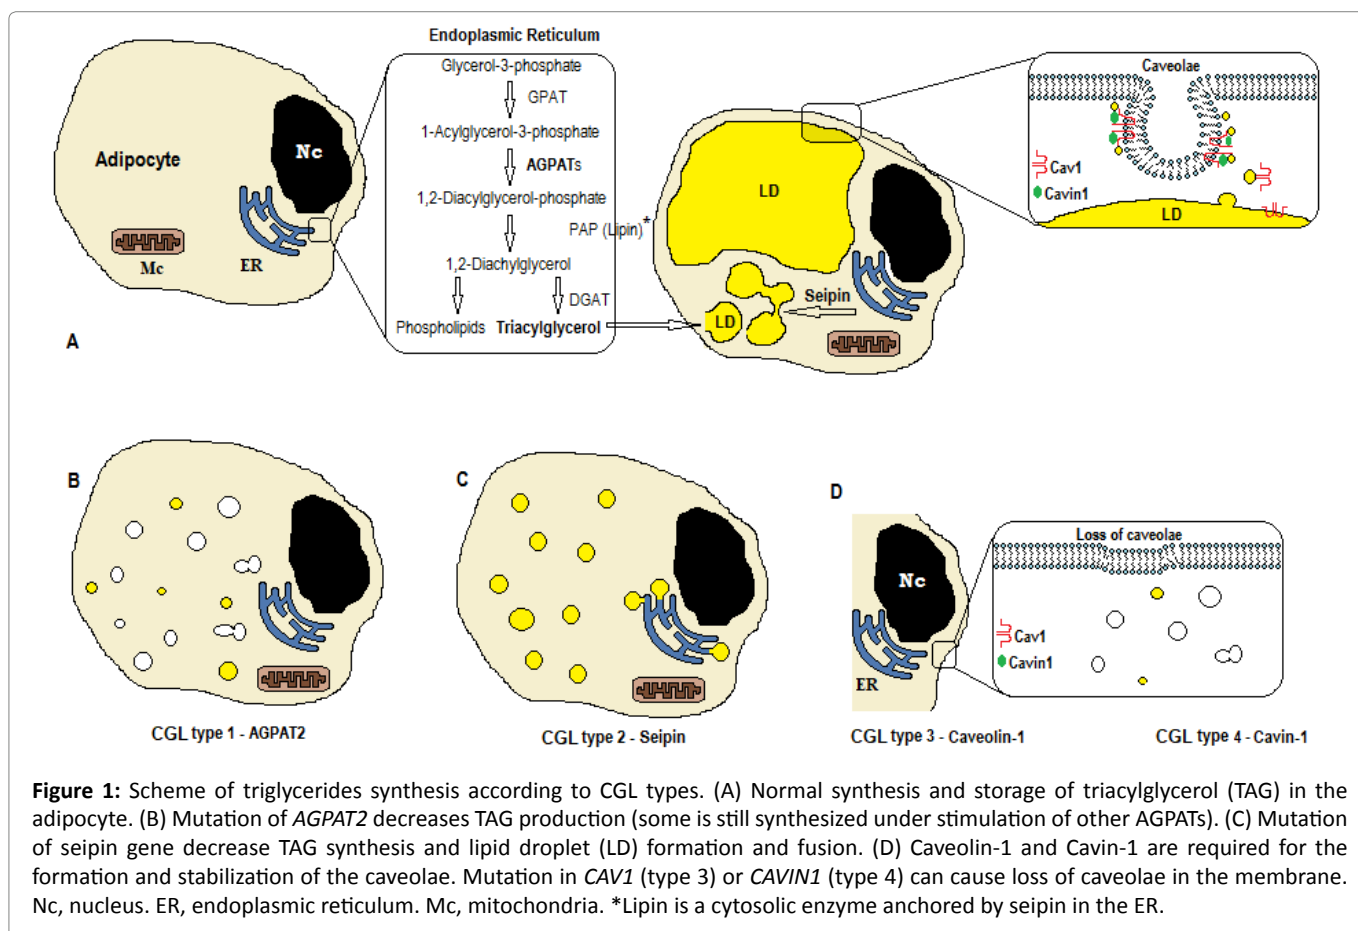 Endoplasmic Reticulum
Glycerol-3-phosphate
GPAT
1-Acylglycerol-3-phosphate
AGPATs
1,2-Diacylglycerol-phosphate
PAP (Lipin)*
1,2-Diachylglycerol
DGAT
Phospholipids Triacylglycerol
Adipocyte
Nc
Mc
ER
A
LD
LD
Seipin
Caveolae
Cav1
Cavin1
LD
B
CGL type 1 - AGPAT2
C
CGL type 2 - Seipin
D
Nc
ER
Loss of caveolae
Cav1
Cavin1
CGL type 3 - Caveolin-1
CGL type 4 - Cavin-1
Figure 1: Scheme of triglycerides synthesis according to CGL types. (A) Normal synthesis and storage of triacylglycerol (TAG) in the
adipocyte. (B) Mutation of AGPAT2 decreases TAG production (some is still synthesized under stimulation of other AGPATs). (C) Mutation
of seipin gene decrease TAG synthesis and lipid droplet (LD) formation and fusion. (D) Caveolin-1 and Cavin-1 are required for the
formation and stabilization of the caveolae. Mutation in CAV1 (type 3) or CAVIN1 (type 4) can cause loss of caveolae in the membrane.
Nc, nucleus. ER, endoplasmic reticulum. Mc, mitochondria. *Lipin is a cytosolic enzyme anchored by seipin in the ER.